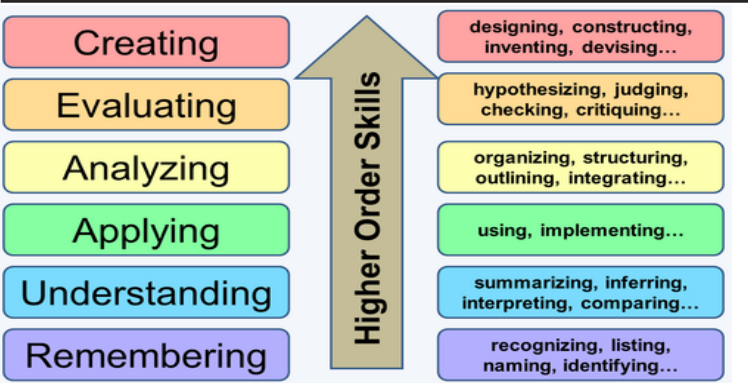 Creating
designing, constructing,
inventing, devising...
Evaluating
hypothesizing, judging,
checking, critiquing...
Analyzing
organizing, structuring,
outlining, integrating...
Applying
using, implementing...
Understanding
summarizing, inferring,
interpreting, comparing...
Remembering
recognizing, listing,
naming, identifying...
Higher Order Skills